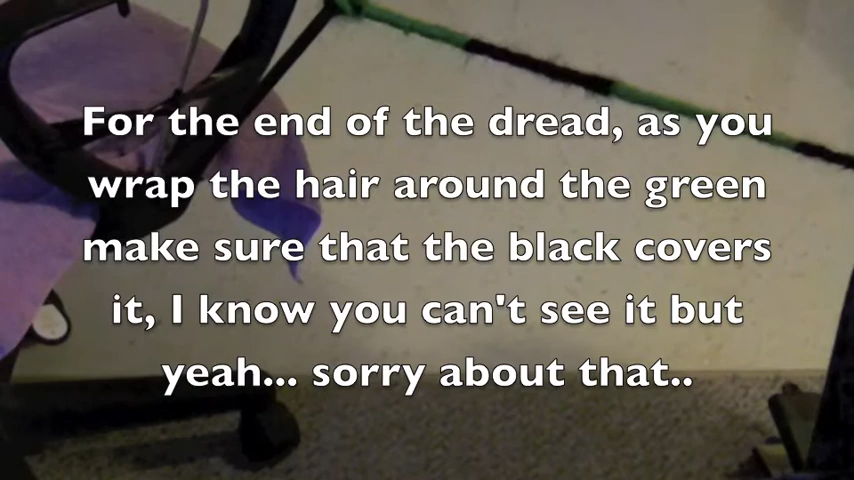 For the end of the dread, as you
wrap the hair around the green
make sure that the black covers
it, I know you can't see it but
yeah... sorry about that..